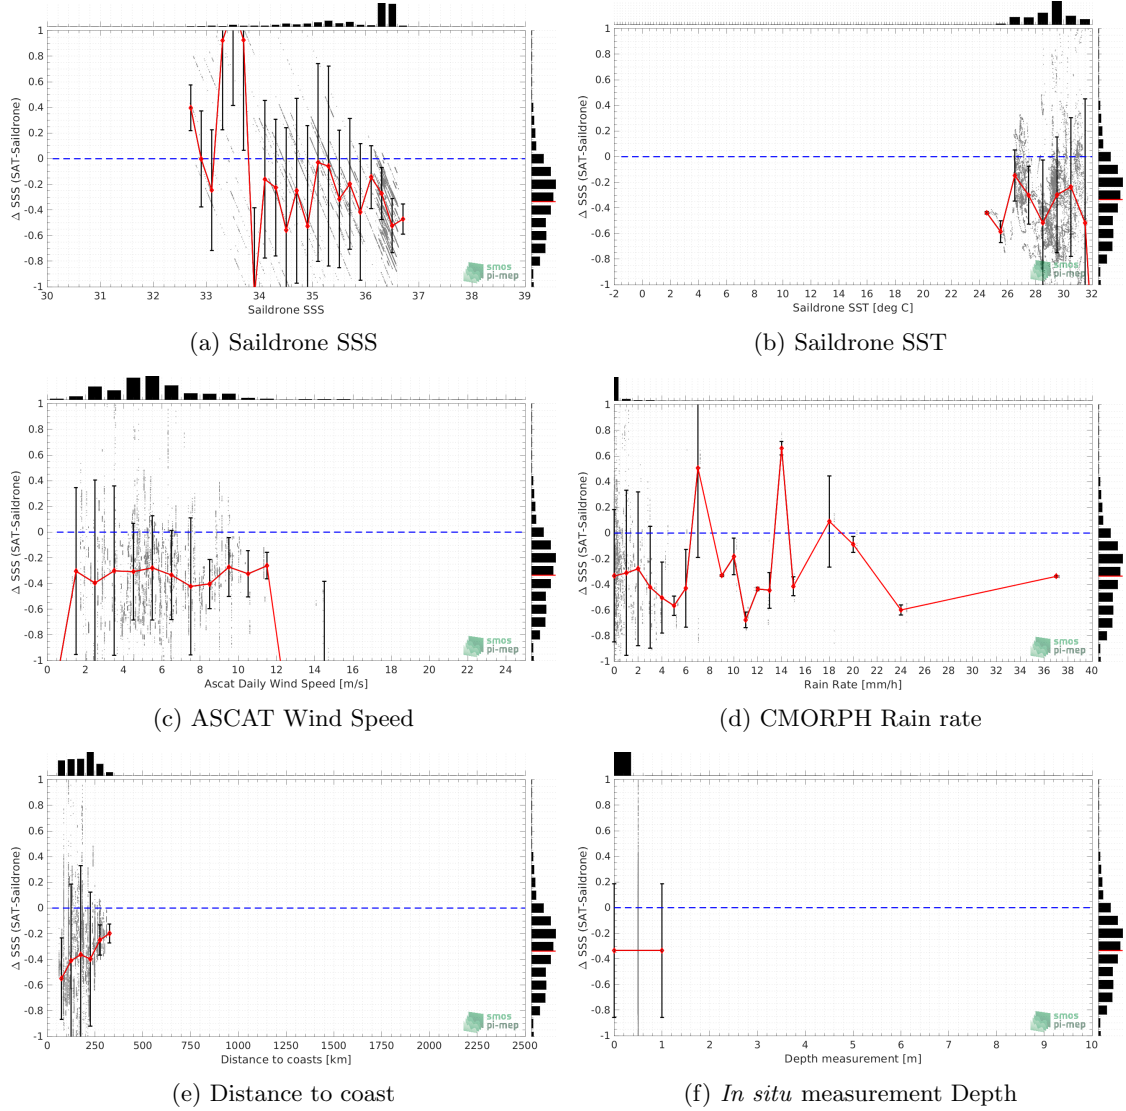 Δ SSS (SAT-Saildrone)
1
0.8
0.6
0.4
0.2
0
-0.2
-0.4
-0.6
-0.8
-1
30 31 32 33 34 35 36 37 38 39
Saildrone SSS
smos
pi-mep
(a) Saildrone SSS
Δ SSS (SAT-Saildrone)
1
0.8
0.6
0.4
0.2
0
-0.2
-0.4
-0.6
-0.8
-1
-2 0 2 4 6 8 10 12 14 16 18 20 22 24 26 28 30 32
Saildrone SST [deg C]
smos
pi-mep
(b) Saildrone SST
Δ SSS (SAT-Saildrone)
1
0.8
0.6
0.4
0.2
0
-0.2
-0.4
-0.6
-0.8
-1
0 2 4 6 8 10 12 14 16 18 20 22 24
Ascat Daily Wind Speed [m/s]
smos
pi-mep
(c) ASCAT Wind Speed
Δ SSS (SAT-Saildrone)
1
0.8
0.6
0.4
0.2
0
-0.2
-0.4
-0.6
-0.8
-1
0 2 4 6 8 10 12 14 16 18 20 22 24 26 28 30 32 34 36 38 40
Rain Rate [mm/h]
smos
pi-mep
(d) CMORPH Rain rate
Δ SSS (SAT-Saildrone)
1
0.8
0.6
0.4
0.2
0
-0.2
-0.4
-0.6
-0.8
-1
0 250 500 750 1000 1250 1500 1750 2000 2250 2500
Distance to coasts [km]
smos
pi-mep
(e) Distance to coast
Δ SSS (SAT-Saildrone)
1
0.8
0.6
0.4
0.2
0
-0.2
-0.4
-0.6
-0.8
-1
0 1 2 3 4 5 6 7 8 9 10
Depth measurement [m]
smos
pi-mep
(f) In situ measurement Depth